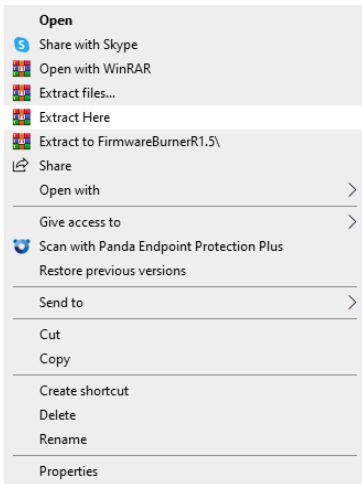 Open
Share with Skype
Open with WinRAR
Extract files...
Extract Here
Extract to FirmwareBurnerR1.5\
Share
Open with
Give access to
Scan with Panda Endpoint Protection Plus
Restore previous versions
Send to
Cut
Copy
Create shortcut
Delete
Rename
Properties